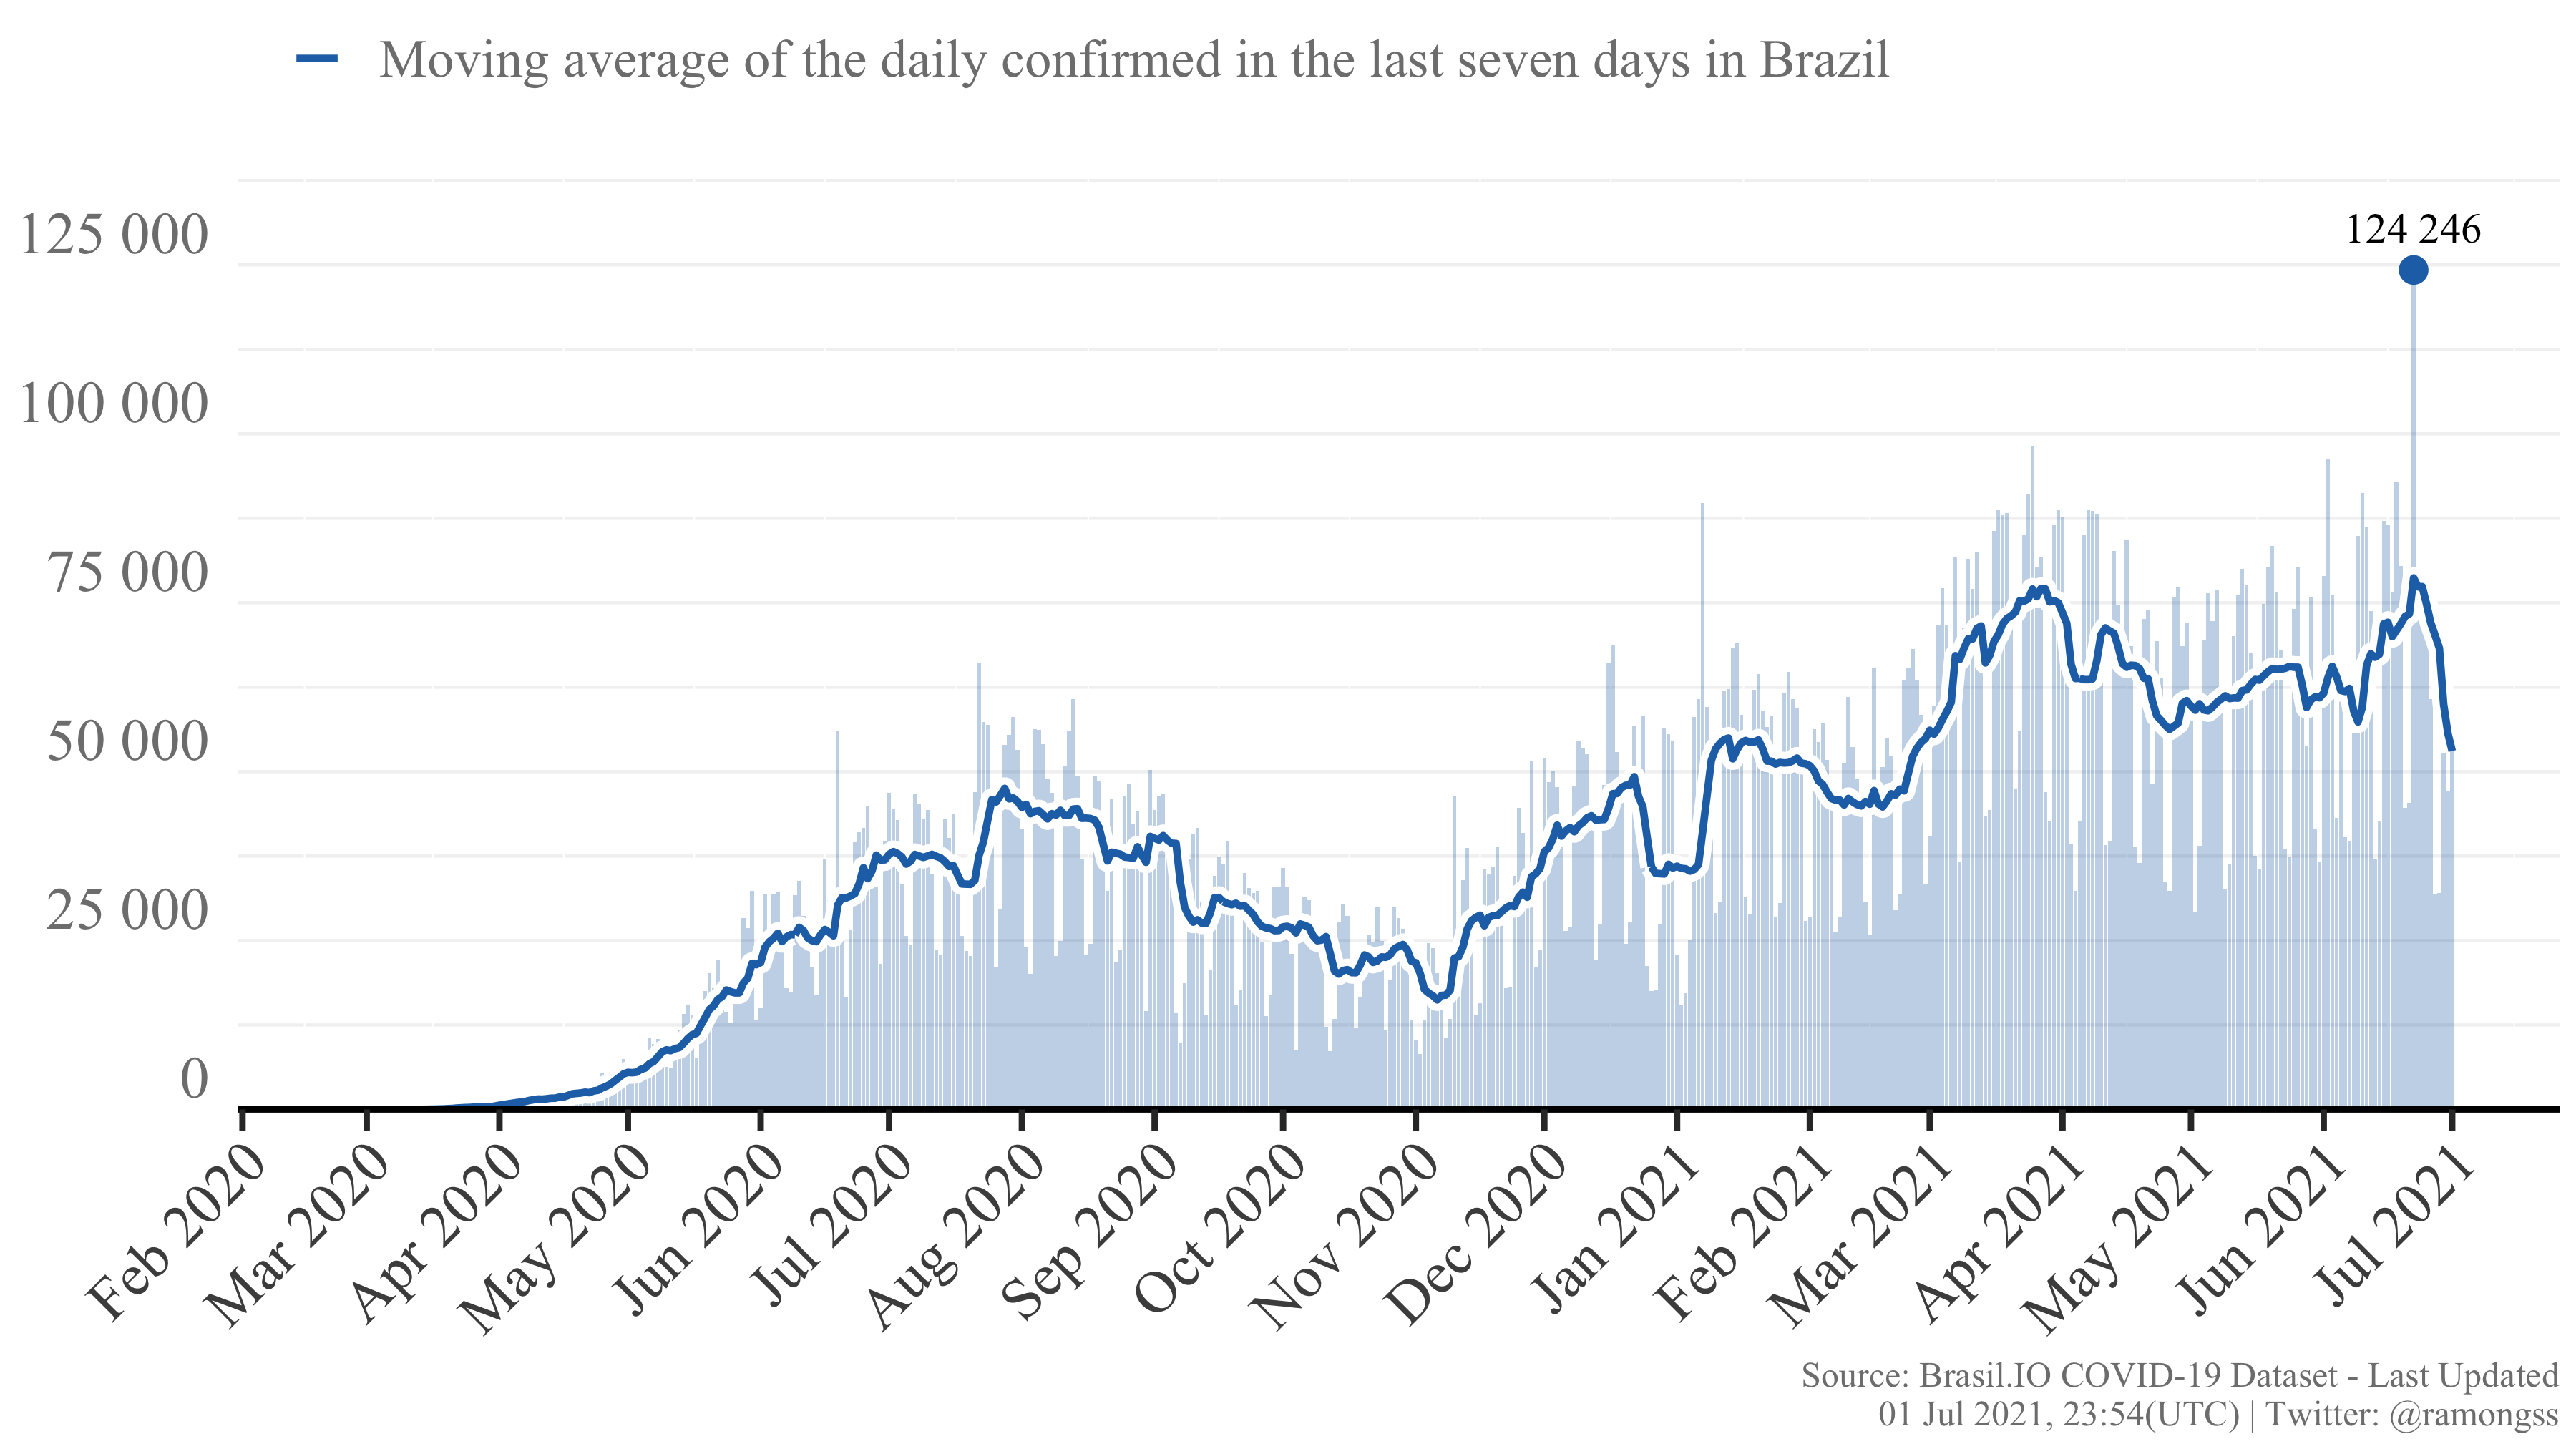 Moving average of the daily confirmed in the last seven days in Brazil
125 000
124 246
100 000
75 000
50 000
25 000
0
Feb 2020
Mar 2020
Apr 2020
May 2020
Jun 2020
Jul 2020
Aug 2020
Sep 2020
Oct 2020
Nov 2020
Dec 2020
Jan 2021
Feb 2021
Mar 2021
Apr 2021
May 2021
Jun 2021
Jul 2021
Source: Brasil.IO COVID-19 Dataset - Last Updated
01 Jul 2021, 23:54(UTC) | Twitter: @ramongss